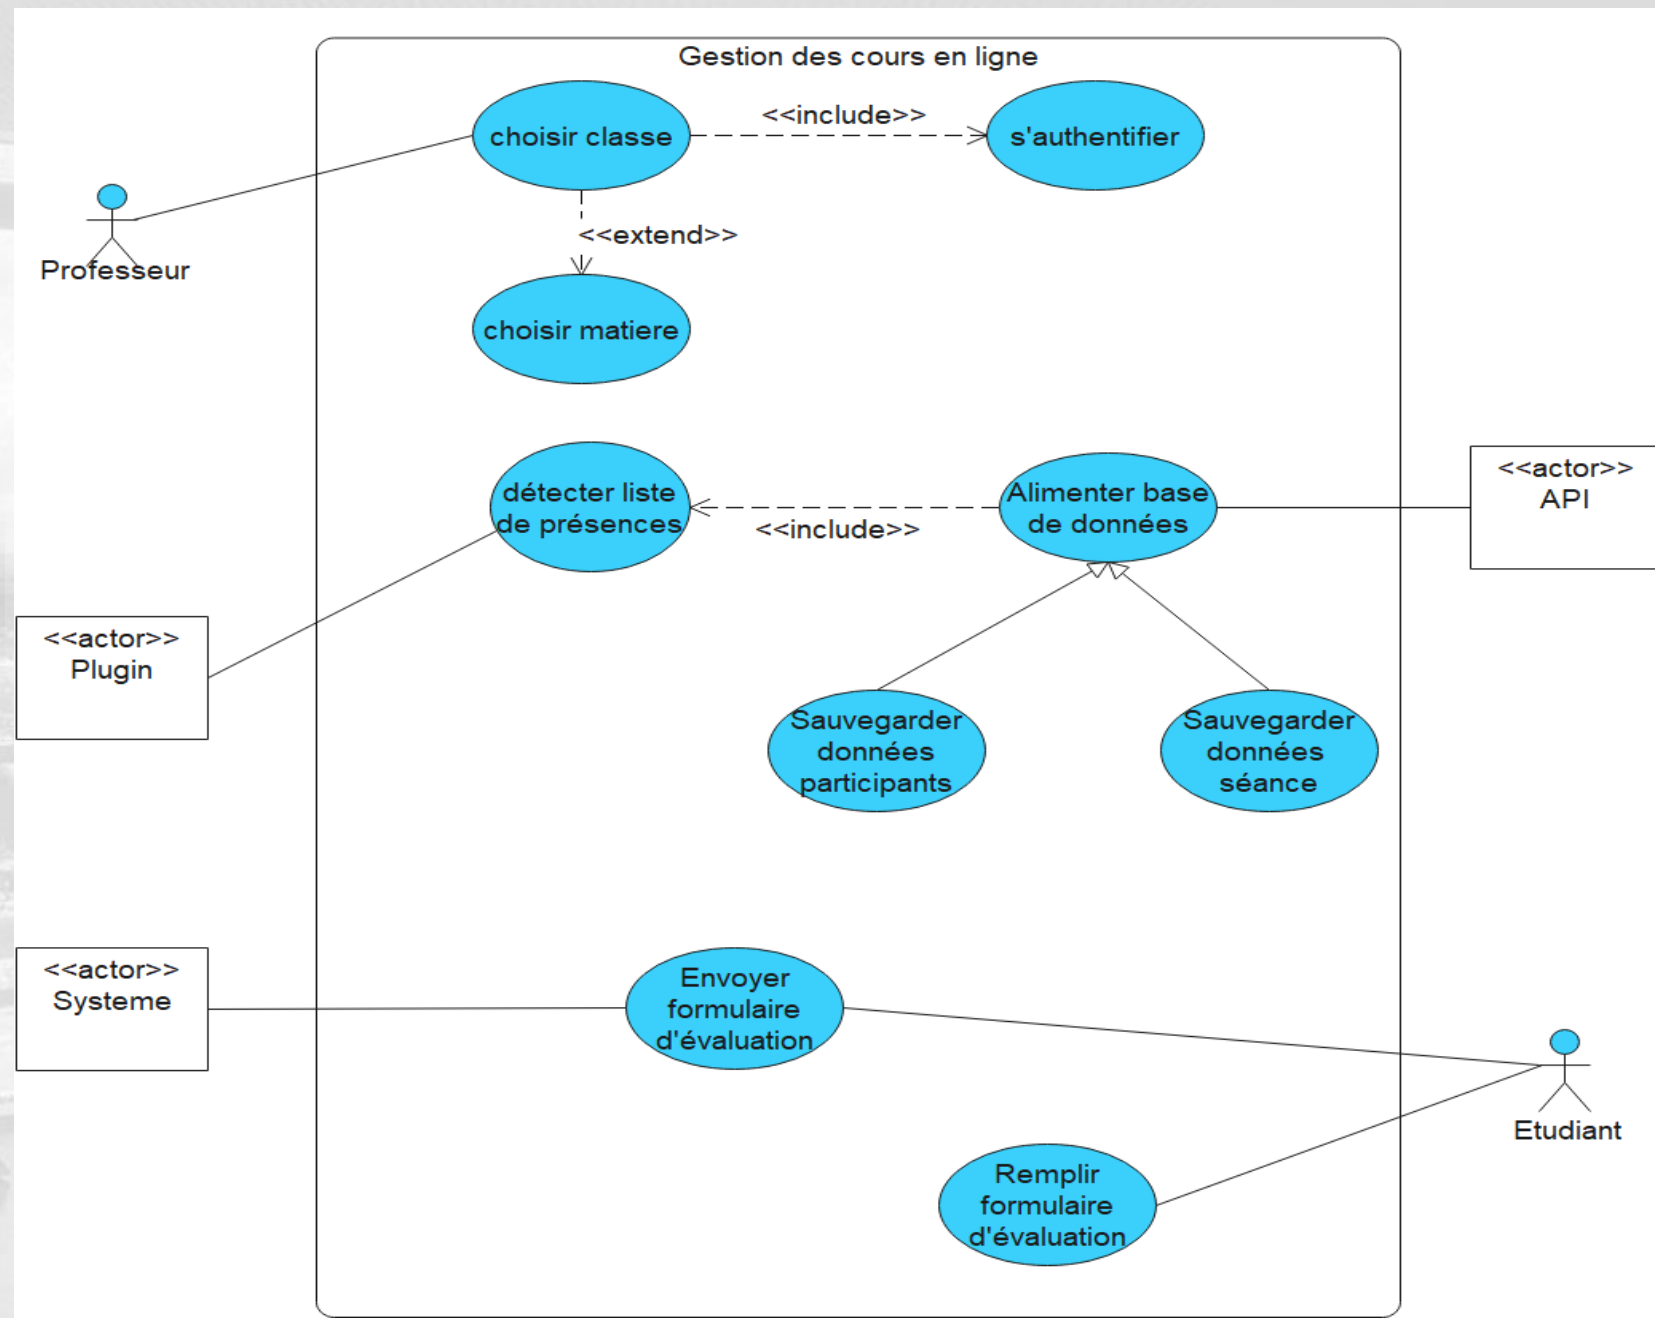 Gestion des cours en ligne
choisir classe
<<include>>
s'authentifier
Professeur
<<extend>>
choisir matiere
détecter liste
de présences
<<include>>
Alimenter base
de données
<<actor>>
API
<<actor>>
Plugin
Sauvegarder
données
participants
Sauvegarder
données
séance
<<actor>>
Systeme
Envoyer
formulaire
d'évaluation
Etudiant
Remplir
formulaire
d'évaluation